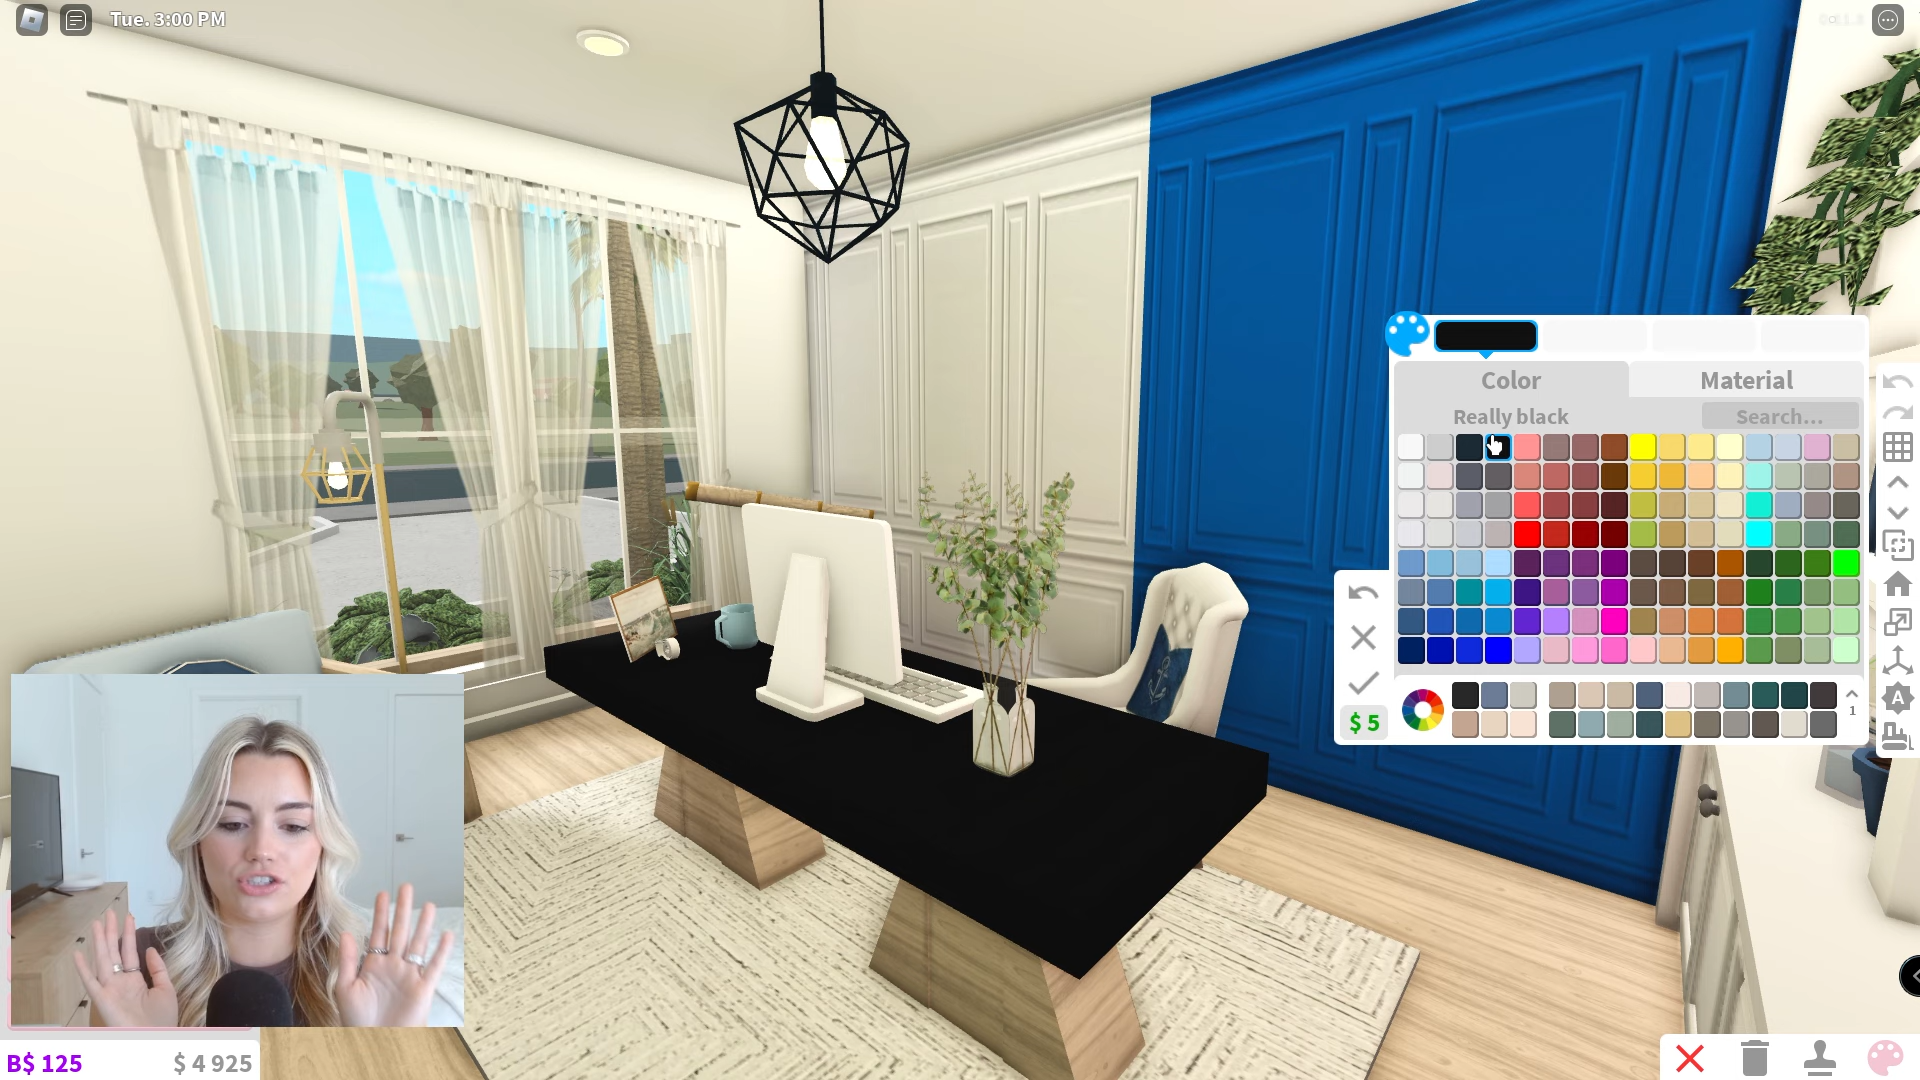 Tue. 3:00 PM
Color
Material
Really black
Search...
$ 5
1
A
B$ 125
$ 4 925